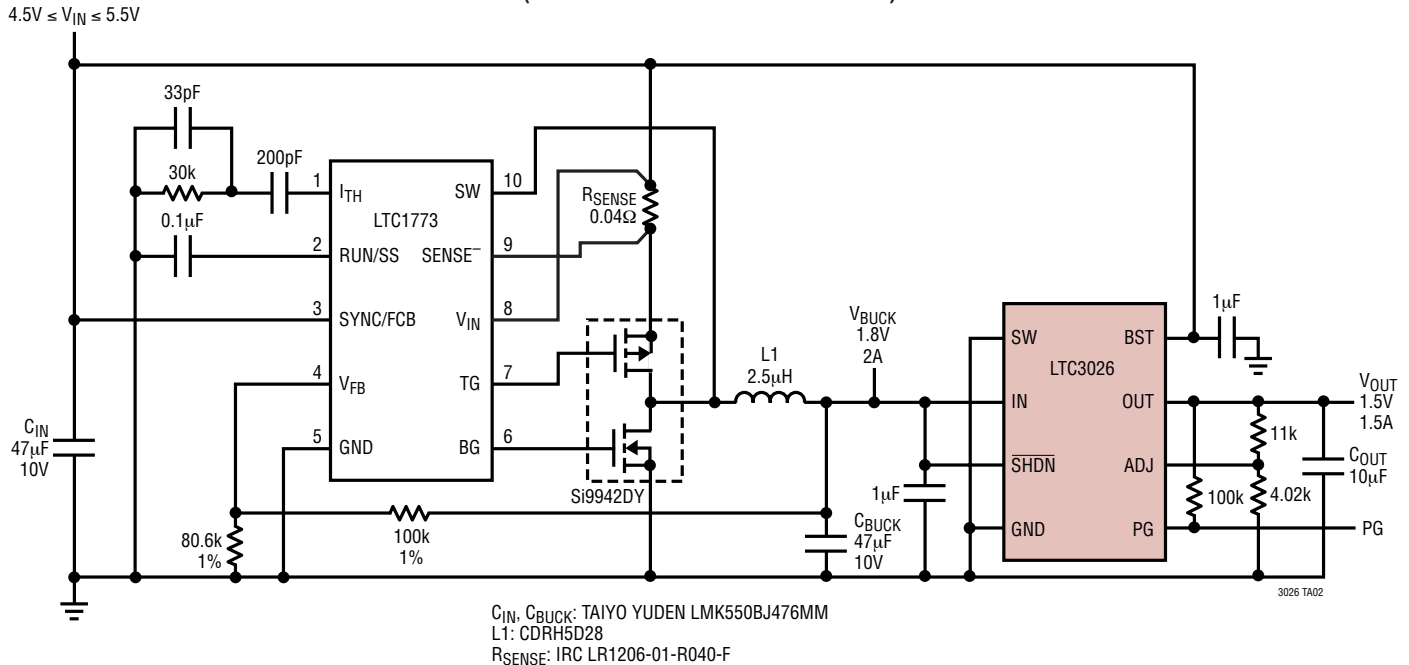 4.5V ≤ VIN ≤ 5.5V
33pF
30k
200pF
0.1µF
1
ITH
SW
10
LTC1773
2
RUN/SS
SENSE–
9
3
SYNC/FCB
VIN
8
4
VFB
TG
7
5
GND
BG
6
RSENSE
0.04Ω
Si9942DY
CIN
47µF
10V
80.6k
1%
100k
1%
L1
2.5µH
VBUCK
1.8V
2A
CBUCK
47µF
10V
1µF
SW
BST
LTC3026
IN
OUT
SHDN
ADJ
GND
PG
1µF
VOUT
1.5V
1.5A
11k
100k
4.02k
COUT
10µF
PG
3026 TA02
CIN, CBUCK: TAIYO YUDEN LMK550BJ476MM
L1: CDRH5D28
RSENSE: IRC LR1206-01-R040-F